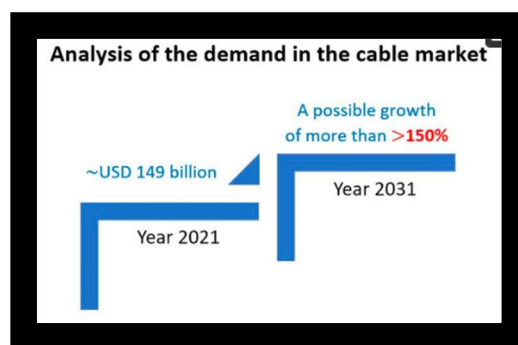 Analysis of the demand in the cable market
A possible growth
of more than >150%
~USD 149 billion
Year 2031
Year 2021